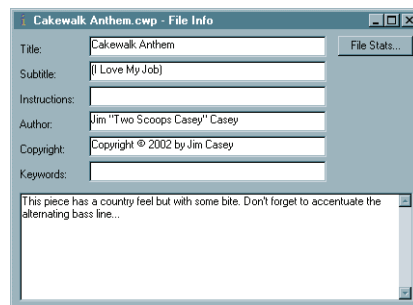 Cakewalk Anthem.cwp - File Info
Title: Cakewalk Anthem
File Stats...
Subtitle: (I Love My Job)
Instructions:
Author: Jim "Two Scoops Casey" Casey
Copyright: Copyright © 2002 by Jim Casey
Keywords:
This piece has a country feel but with some bite. Don't forget to accentuate the
alternating bass line...